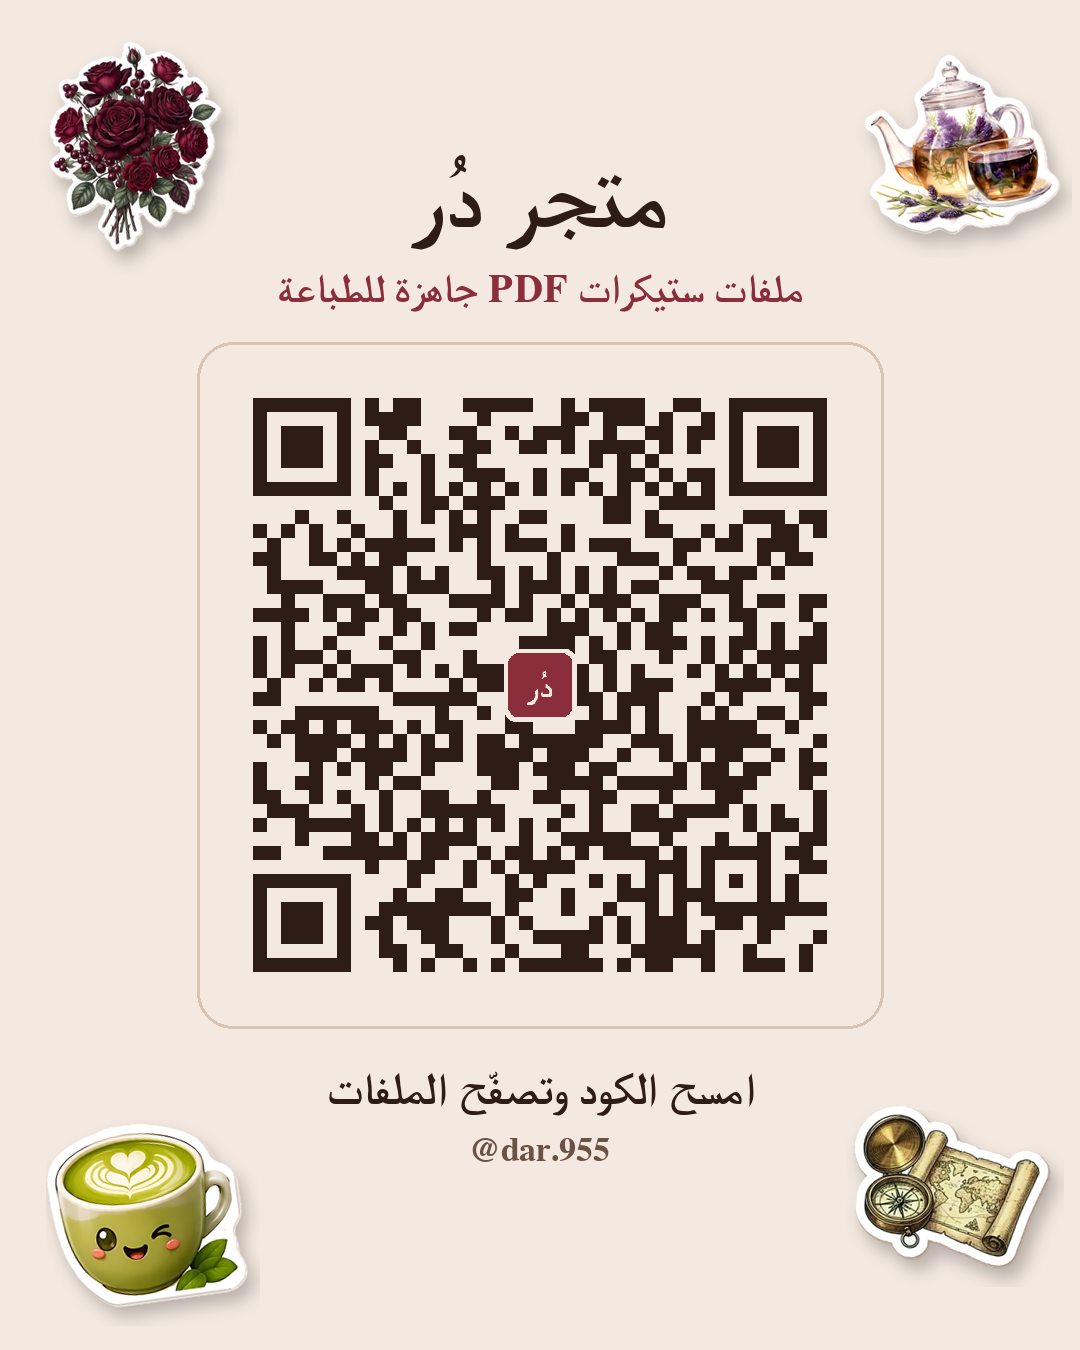 متجر دُر
ملفات ستيكرات PDF جاهزة للطباعة
دُر
امسح الكود وتصفّح الملفات
@dar.955